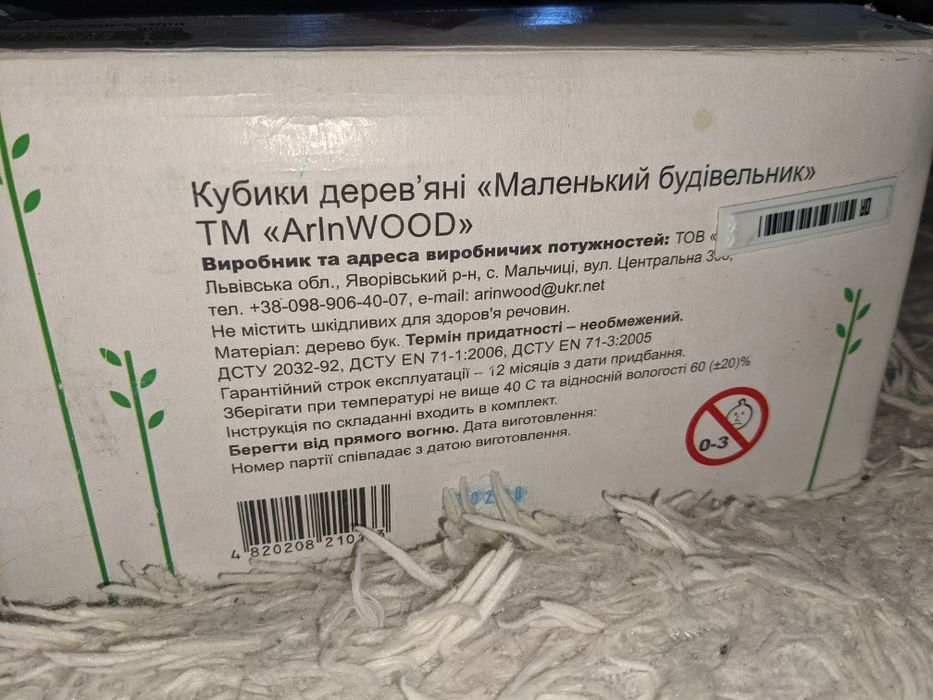 Кубики дерев'яні «Маленький будівельник»
ТМ «ArInWOOD»
Виробник та адреса виробничих потужностей: ТОВ «
Львівська обл., Яворівський р-н, с. Мальчиці, вул. Центральна
тел. +38-098-906-40-07, e-mail: arinwood@ukr.net
Не містить шкідливих для здоров'я речовин.
Матеріал: дерево бук. Термін придатності – необмежений.
ДСТУ 2032-92, ДСТУ EN 71-1:2006, ДСТУ EN 71-3:2005
Гарантійний строк експлуатації – 12 місяців з дати придбання.
Зберігати при температурі не вище 40 С та відносній вологості 60 (±20)%
Інструкція по складанні входить в комплект.
Берегти від прямого вогню. Дата виготовлення:
Номер партії співпадає з датою виготовлення.
0-3
4 820208